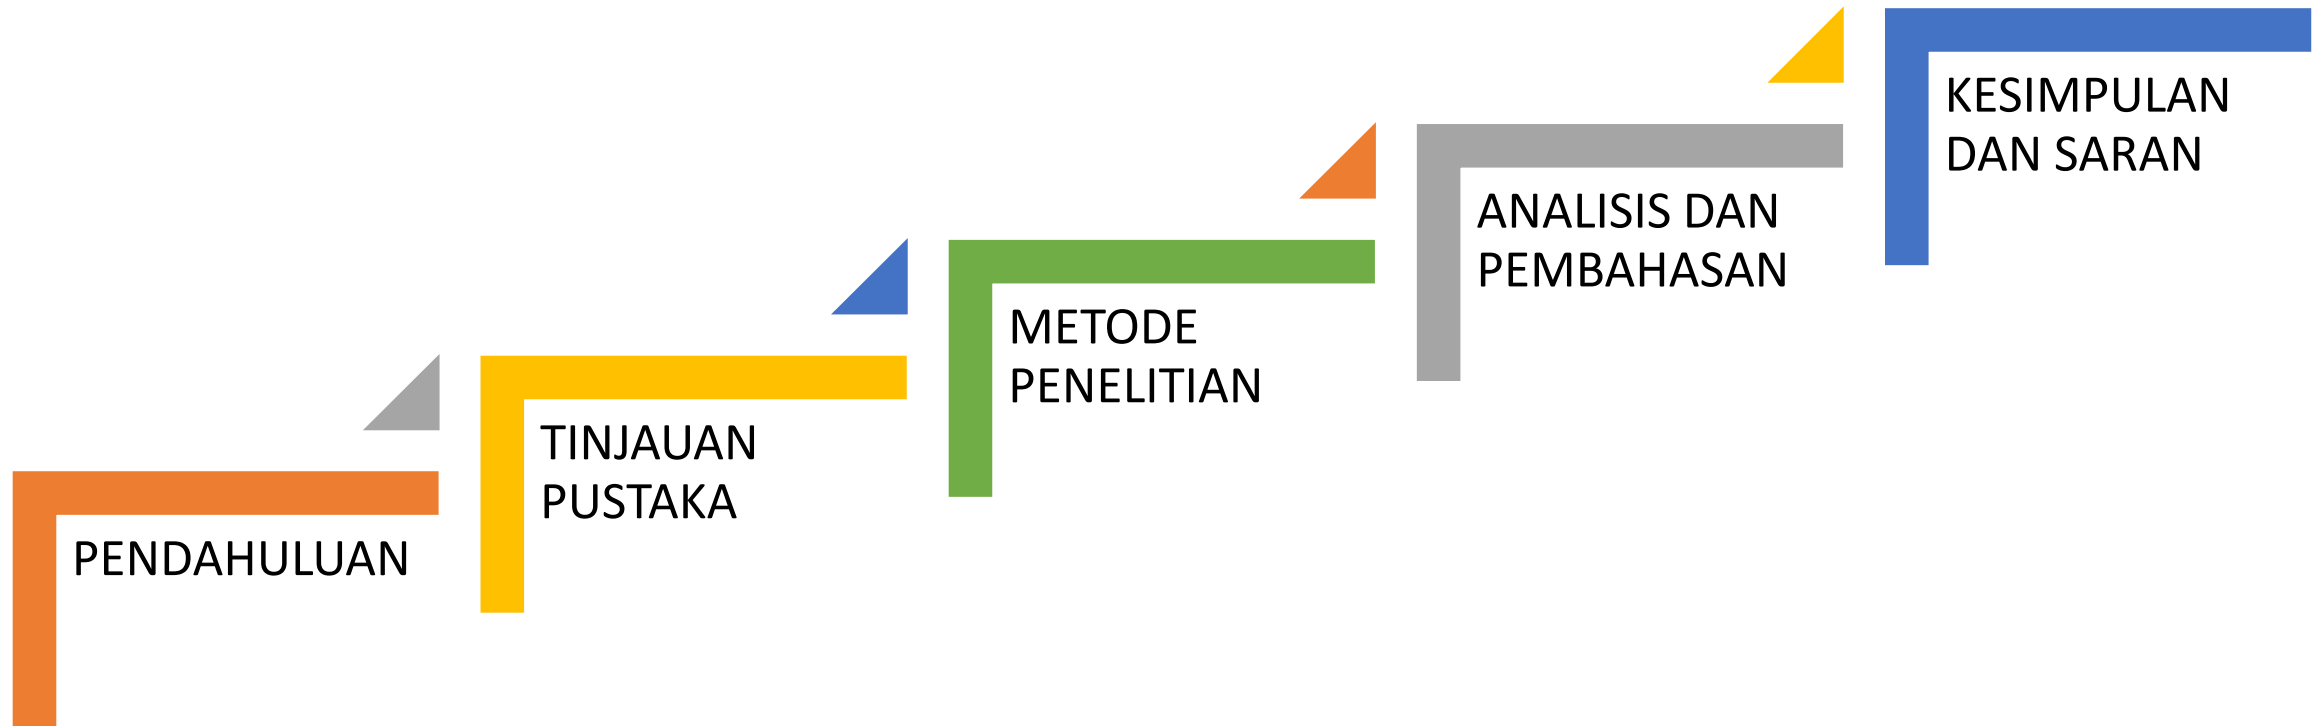 PENDAHULUAN
TINJAUAN
PUSTAKA
METODE
PENELITIAN
ANALISIS DAN
PEMBAHASAN
KESIMPULAN
DAN SARAN